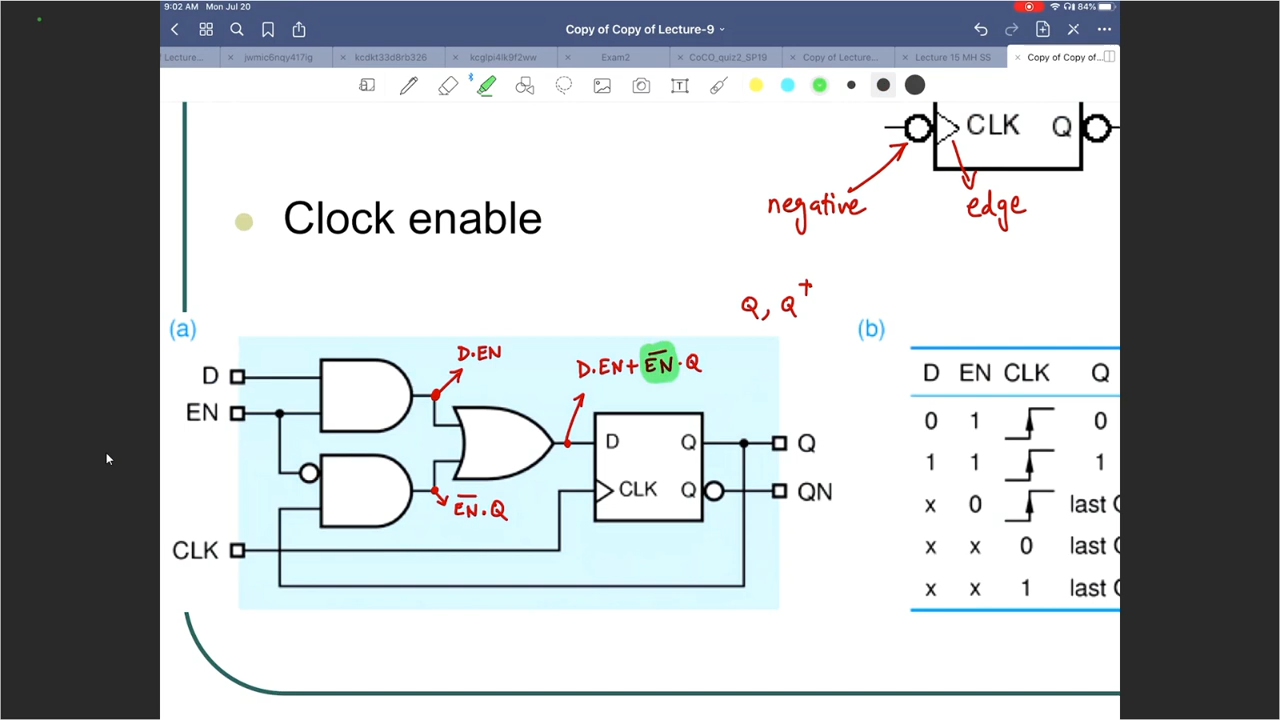 9:02 AM Mon Jul 20
84%
Copy of Copy of Lecture-9
Lecture...
jwmic6nqy417ig
kcdkt33d8rb326
kcglpi4lk9f2ww
Exam2
CoCO_quiz2_SP19
Copy of Lecture...
Lecture 15 MH SS
Copy of Copy of...
T
CLK Q
negative
edge
Clock enable
Q, Q⁺
(a)
D
EN
CLK
D·EN
E̅N̅·Q
D·EN+E̅N̅·Q
D Q
CLK Q
Q
QN
(b)
D EN CLK Q
0 1 0
1 1 1
x 0 last
x x 0 last
x x 1 last